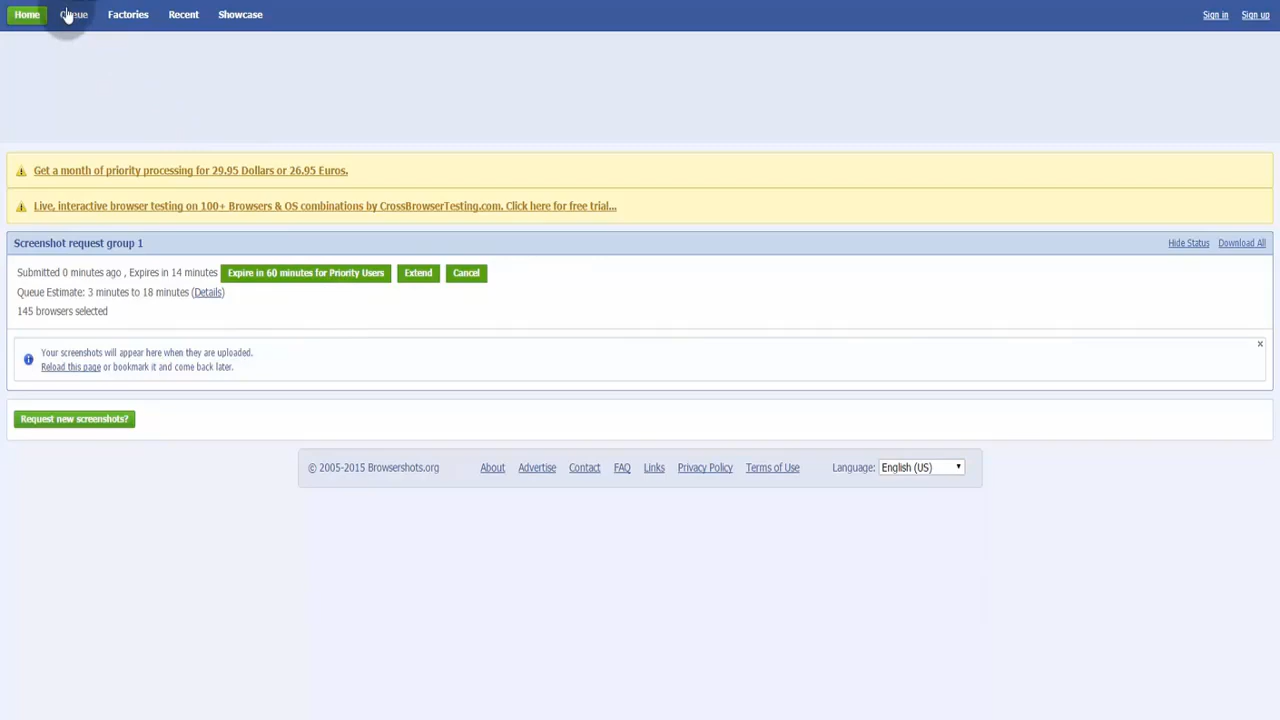 Home Queue Factories Recent Showcase Sign in Sign up
Get a month of priority processing for 29.95 Dollars or 26.95 Euros.
Live, interactive browser testing on 100+ Browsers & OS combinations by CrossBrowserTesting.com. Click here for free trial...
Screenshot request group 1 Hide Status Download All
Submitted 0 minutes ago , Expires in 14 minutes Expire in 60 minutes for Priority Users Extend Cancel
Queue Estimate: 3 minutes to 18 minutes (Details)
145 browsers selected
Your screenshots will appear here when they are uploaded.
Reload this page or bookmark it and come back later.
Request new screenshots?
© 2005-2015 Browsershots.org About Advertise Contact FAQ Links Privacy Policy Terms of Use Language: English (US)